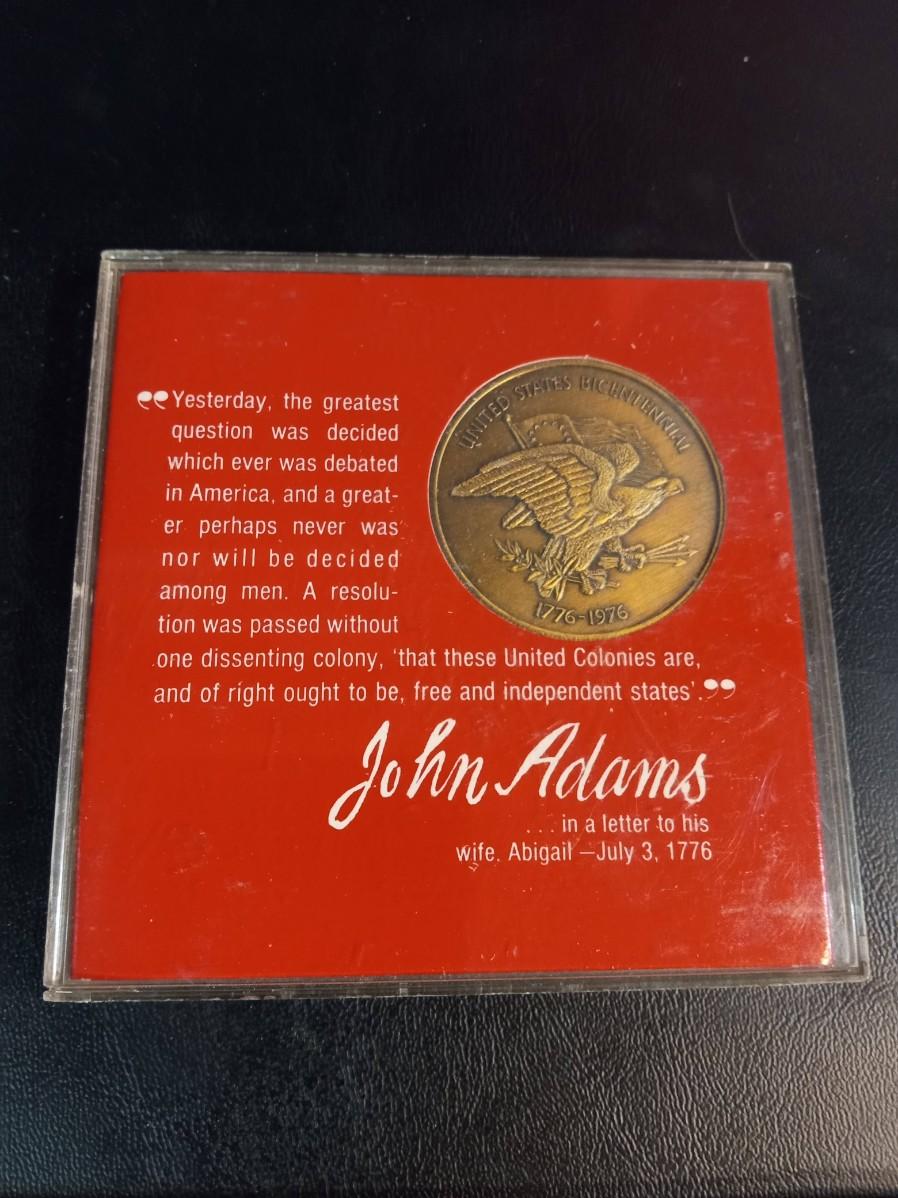 ❝Yesterday, the greatest
question was decided
which ever was debated
in America, and a great-
er perhaps never was
nor will be decided
among men. A resolu-
tion was passed without
one dissenting colony, ‘that these United Colonies are,
and of right ought to be, free and independent states’.❞
John Adams
. . . in a letter to his
wife. Abigail —July 3, 1776
UNITED STATES BICENTENNIAL
1776-1976